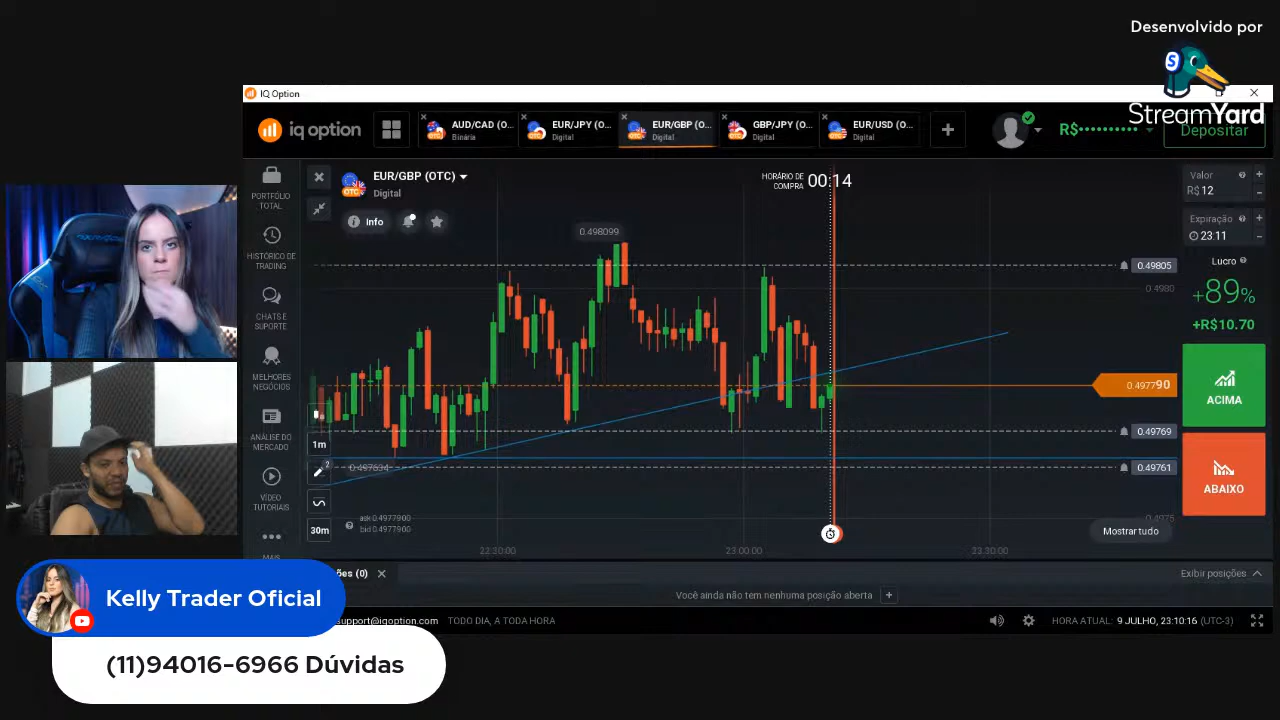 Desenvolvido por
StreamYard
IQ Option
iq option
AUD/CAD (O...
Binária
EUR/JPY (O...
Digital
EUR/GBP (O...
Digital
GBP/JPY (O...
Digital
EUR/USD (O...
Digital
R$••••••••••
Depositar
PORTFÓLIO
TOTAL
HISTÓRICO DE
TRADING
CHATS E
SUPORTE
MELHORES
NEGÓCIOS
ANÁLISE DO
MERCADO
VÍDEO
TUTORIAIS
EUR/GBP (OTC)
Digital
Info
HORÁRIO DE
COMPRA
00:14
0.498099
0.49805
0.4980
0.497790
0.49769
0.49761
0.497634
0.4975
1m
2
30m
ask 0.4977900
bid 0.4977900
Mostrar tudo
22:30:00
23:00:00
23:30:00
Valor
R$ 12
Expiração
23:11
Lucro
+89%
+R$10.70
ACIMA
ABAIXO
ões (0)
Exibir posições
Você ainda não tem nenhuma posição aberta
support@iqoption.com
TODO DIA, A TODA HORA
HORA ATUAL: 9 JULHO, 23:10:16 (UTC-3)
Kelly Trader Oficial
(11)94016-6966 Dúvidas